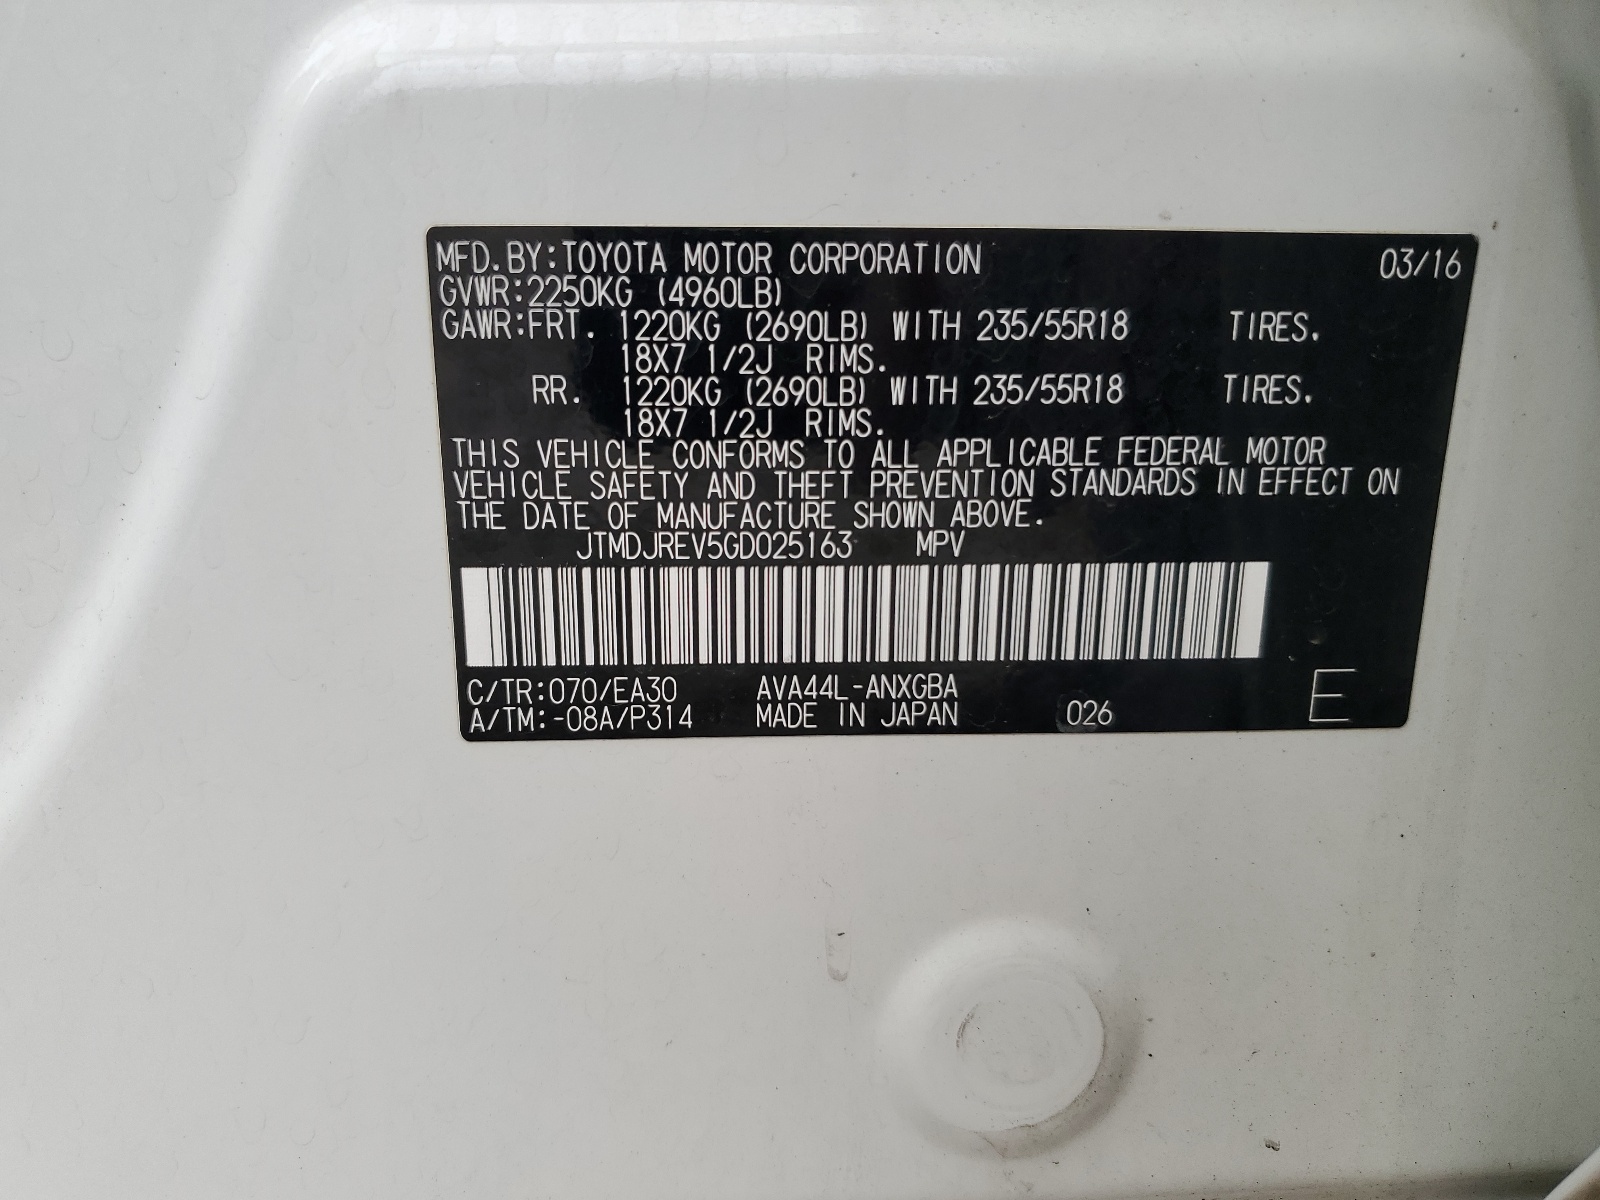 MFD. BY: TOYOTA MOTOR CORPORATION 03/16
GVWR: 2250KG (4960LB)
GAWR: FRT. 1220KG (2690LB) WITH 235/55R18 TIRES.
18X7 1/2J RIMS.
RR. 1220KG (2690LB) WITH 235/55R18 TIRES.
18X7 1/2J RIMS.
THIS VEHICLE CONFORMS TO ALL APPLICABLE FEDERAL MOTOR
VEHICLE SAFETY AND THEFT PREVENTION STANDARDS IN EFFECT ON
THE DATE OF MANUFACTURE SHOWN ABOVE.
JTMDJREV5GD025163 MPV
C/TR: 070/EA30 AVA44L-ANXGBA
A/TM: -08A/P314 MADE IN JAPAN 026 E